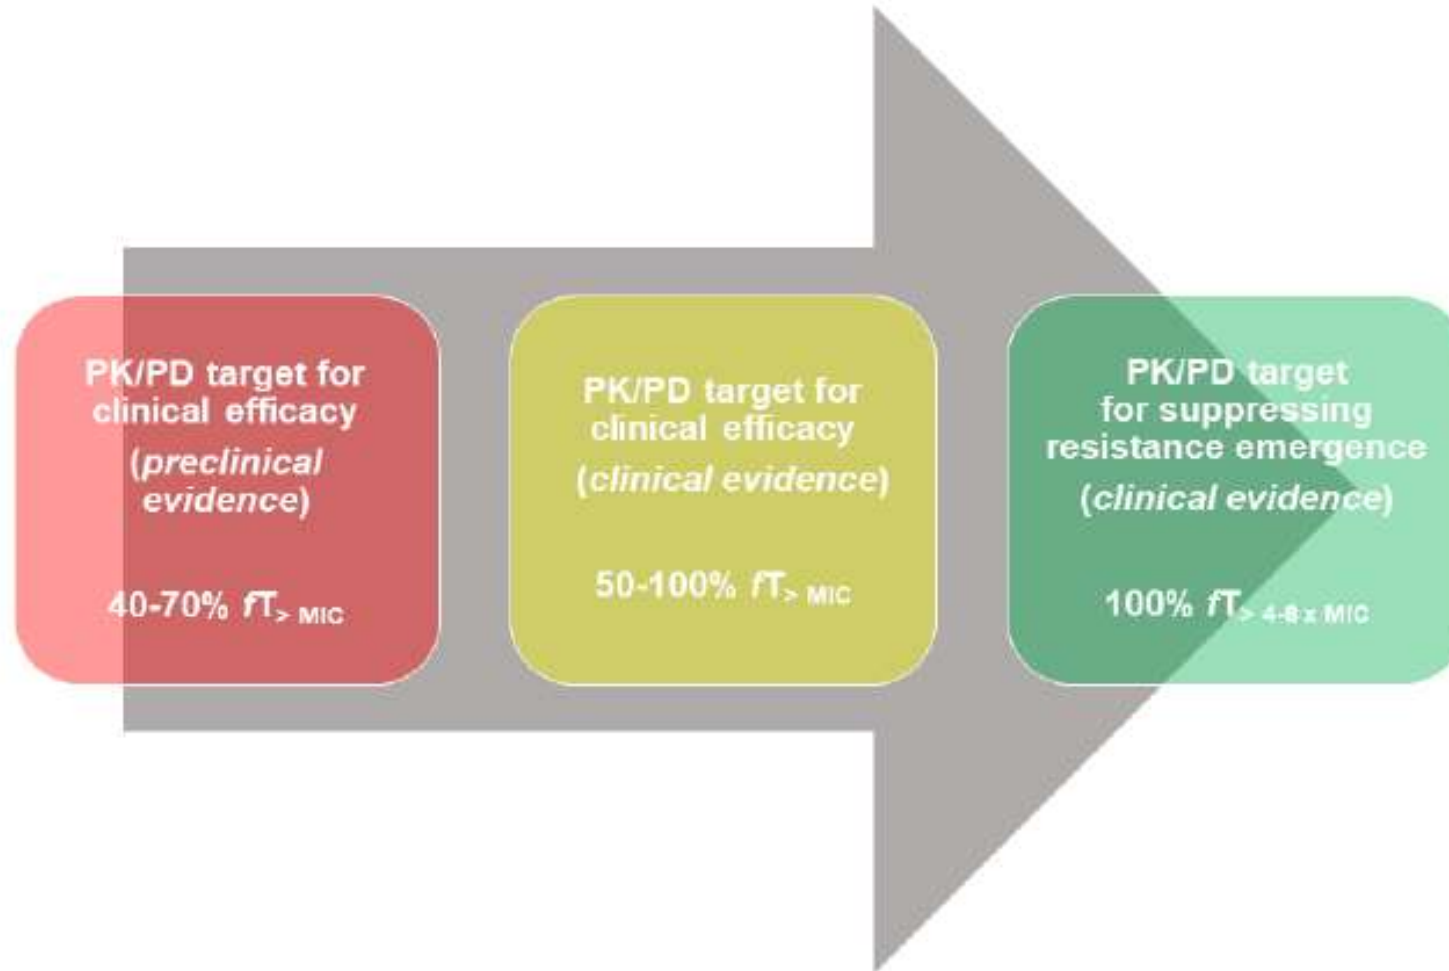 PK/PD target for
clinical efficacy
(preclinical
evidence)
40-70% fT> MIC
PK/PD target for
clinical efficacy
(clinical evidence)
50-100% fT> MIC
PK/PD target
for suppressing
resistance emergence
(clinical evidence)
100% fT> 4-8 x MIC